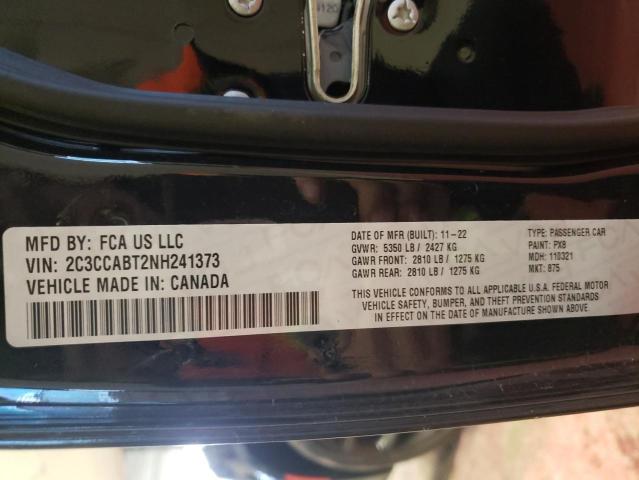 MFD BY: FCA US LLC
VIN: 2C3CCABT2NH241373
VEHICLE MADE IN: CANADA
DATE OF MFR (BUILT): 11-22
GVWR: 5350 LB / 2427 KG
GAWR FRONT: 2810 LB / 1275 KG
GAWR REAR: 2810 LB / 1275 KG
TYPE: PASSENGER CAR
PAINT: PX8
MDH: 110321
MKT: 875
THIS VEHICLE CONFORMS TO ALL APPLICABLE U.S.A. FEDERAL MOTOR
VEHICLE SAFETY, BUMPER, AND THEFT PREVENTION STANDARDS
IN EFFECT ON THE DATE OF MANUFACTURE SHOWN ABOVE.